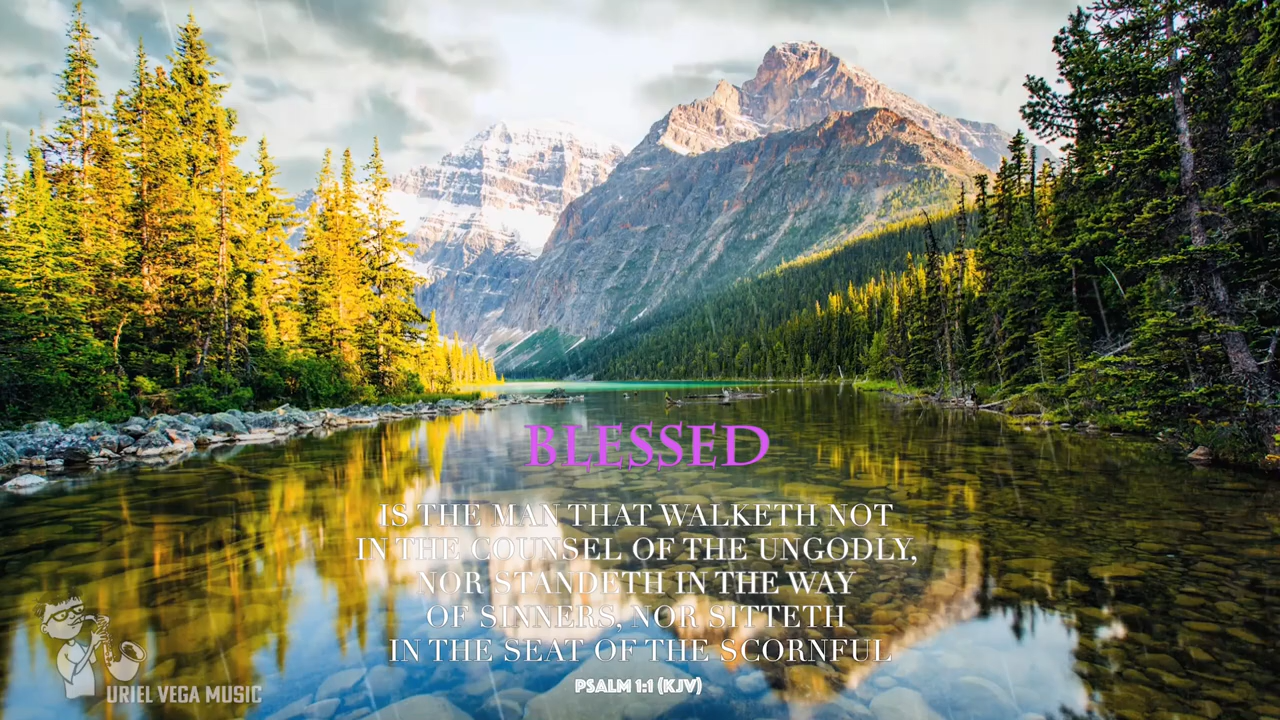 BLESSED
IS THE MAN THAT WALKETH NOT
IN THE COUNSEL OF THE UNGODLY,
NOR STANDETH IN THE WAY
OF SINNERS, NOR SITTETH
IN THE SEAT OF THE SCORNFUL
PSALM 1:1 (KJV)
URIEL VEGA MUSIC